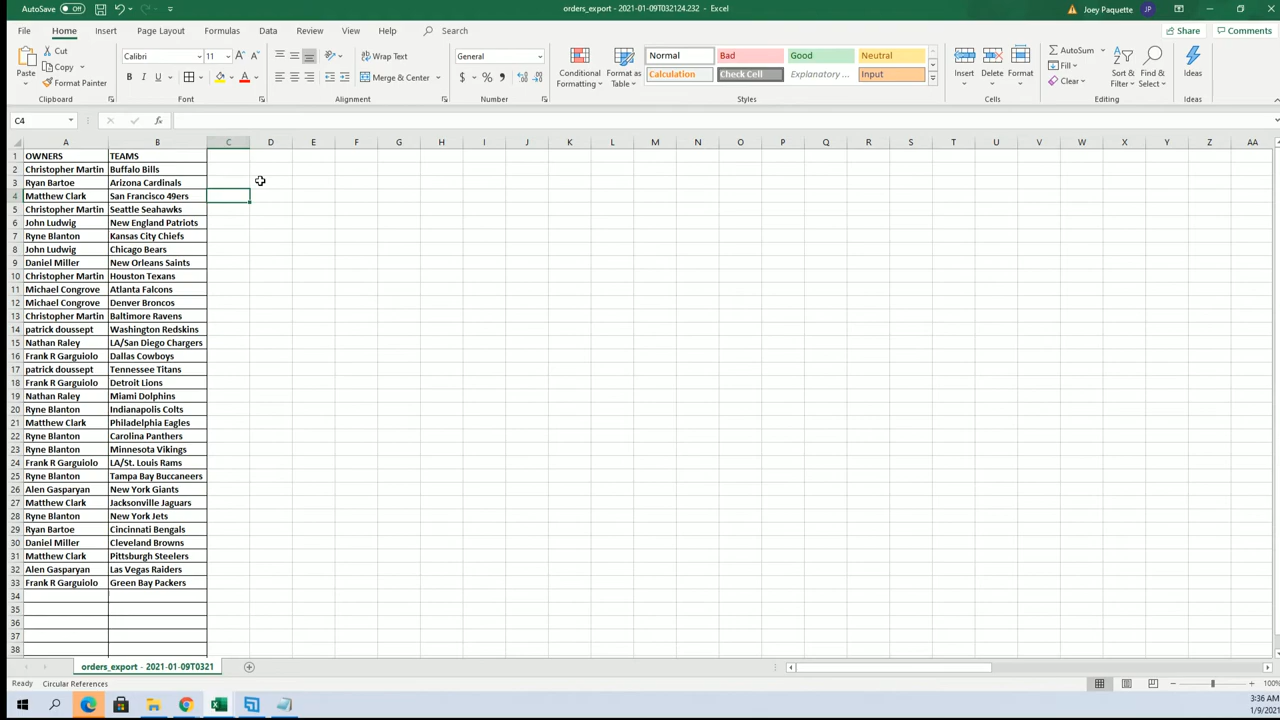 AutoSave Off orders_export - 2021-01-09T032124.232 - Excel Joey Paquette JP
File Home Insert Page Layout Formulas Data Review View Help Search Share Comments
Paste Cut Copy Format Painter Clipboard
Calibri 11 A A B I U A Font
Wrap Text Merge & Center Alignment
General $ % , Number
Conditional Formatting Format as Table
Normal Bad Good Neutral
Calculation Check Cell Explanatory ... Input
Styles
Insert Delete Format Cells
AutoSum Fill Clear Sort & Filter Find & Select Editing
Ideas Ideas
C4 fx
A B C D E F G H I J K L M N O P Q R S T U V W X Y Z AA
1 OWNERS TEAMS
2 Christopher Martin Buffalo Bills
3 Ryan Bartoe Arizona Cardinals
4 Matthew Clark San Francisco 49ers
5 Christopher Martin Seattle Seahawks
6 John Ludwig New England Patriots
7 Ryne Blanton Kansas City Chiefs
8 John Ludwig Chicago Bears
9 Daniel Miller New Orleans Saints
10 Christopher Martin Houston Texans
11 Michael Congrove Atlanta Falcons
12 Michael Congrove Denver Broncos
13 Christopher Martin Baltimore Ravens
14 patrick doussept Washington Redskins
15 Nathan Raley LA/San Diego Chargers
16 Frank R Garguiolo Dallas Cowboys
17 patrick doussept Tennessee Titans
18 Frank R Garguiolo Detroit Lions
19 Nathan Raley Miami Dolphins
20 Ryne Blanton Indianapolis Colts
21 Matthew Clark Philadelphia Eagles
22 Ryne Blanton Carolina Panthers
23 Ryne Blanton Minnesota Vikings
24 Frank R Garguiolo LA/St. Louis Rams
25 Ryne Blanton Tampa Bay Buccaneers
26 Alen Gasparyan New York Giants
27 Matthew Clark Jacksonville Jaguars
28 Ryne Blanton New York Jets
29 Ryan Bartoe Cincinnati Bengals
30 Daniel Miller Cleveland Browns
31 Matthew Clark Pittsburgh Steelers
32 Alen Gasparyan Las Vegas Raiders
33 Frank R Garguiolo Green Bay Packers
34
35
36
37
38
orders_export - 2021-01-09T0321
Ready Circular References 100%
3:36 AM
1/9/2021